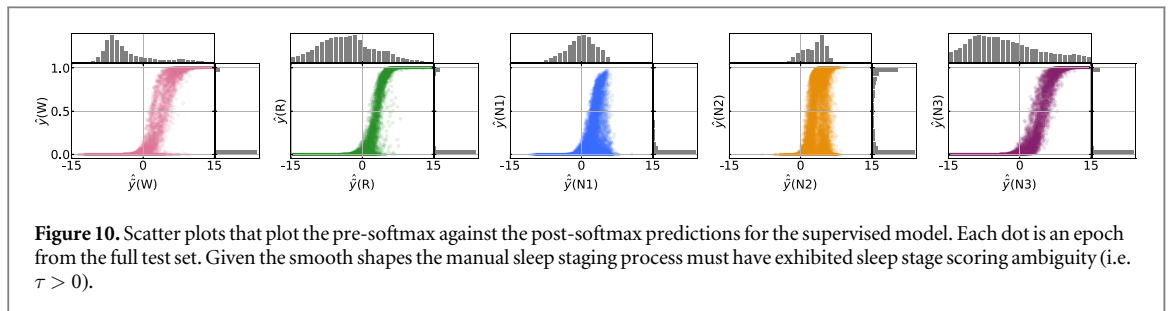 1.0
0.5
0.0
ŷ(W)
-15 0 15
ŷ̂(W)
ŷ(R)
-15 0 15
ŷ̂(R)
ŷ(N1)
-15 0 15
ŷ̂(N1)
ŷ(N2)
-15 0 15
ŷ̂(N2)
ŷ(N3)
-15 0 15
ŷ̂(N3)
Figure 10. Scatter plots that plot the pre-softmax against the post-softmax predictions for the supervised model. Each dot is an epoch
from the full test set. Given the smooth shapes the manual sleep staging process must have exhibited sleep stage scoring ambiguity (i.e.
τ > 0).